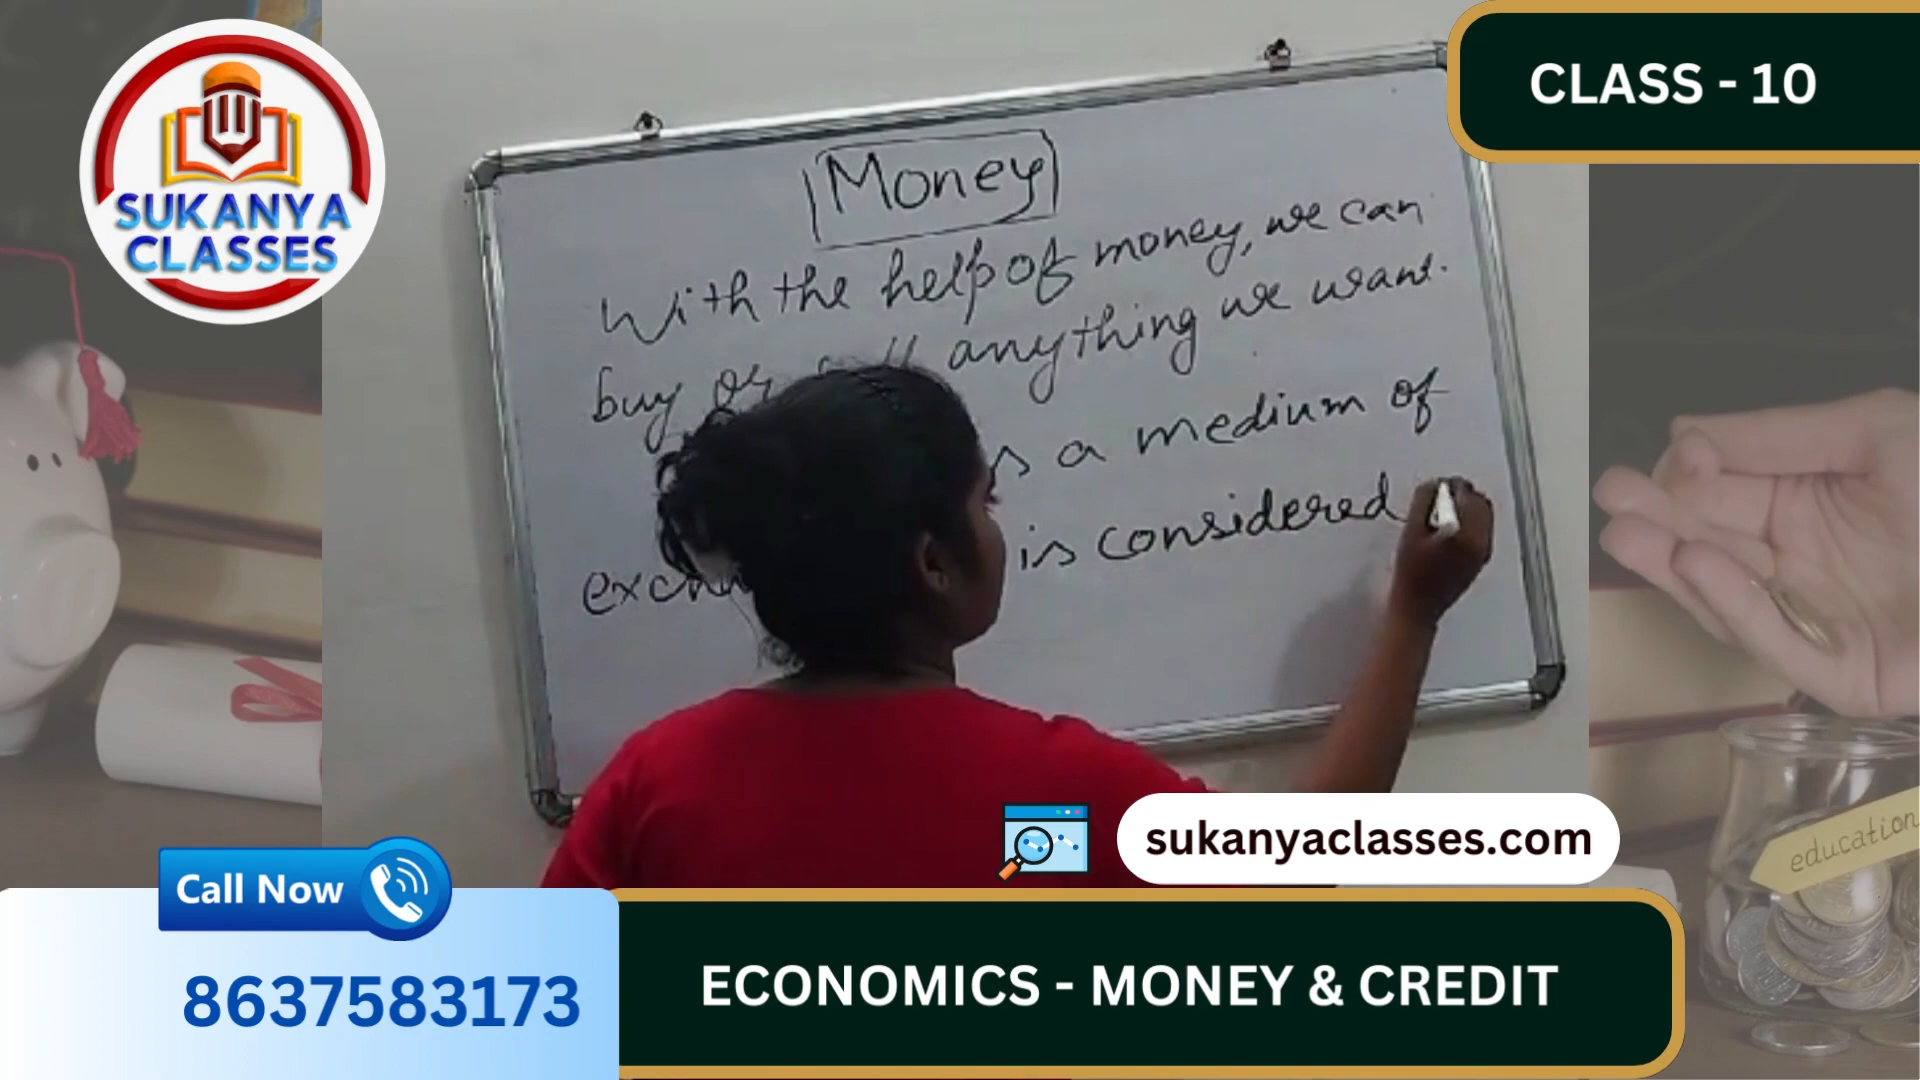 SUKANYA
CLASSES
CLASS - 10
Money
With the help of money, we can
buy or anything we want.
a medium of
is considered
education
sukanyaclasses.com
Call Now
8637583173
ECONOMICS - MONEY & CREDIT